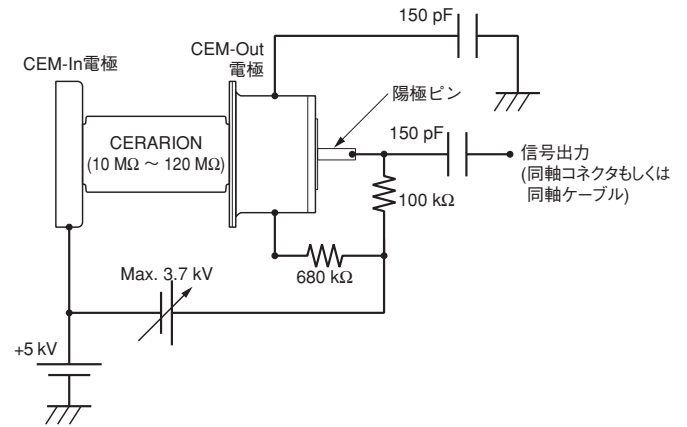 150 pF
CEM-Out
電極
CEM-In電極
陽極ピン
CERARION
(10 MΩ ～ 120 MΩ)
150 pF
信号出力
(同軸コネクタもしくは
同軸ケーブル)
100 kΩ
680 kΩ
Max. 3.7 kV
+5 kV